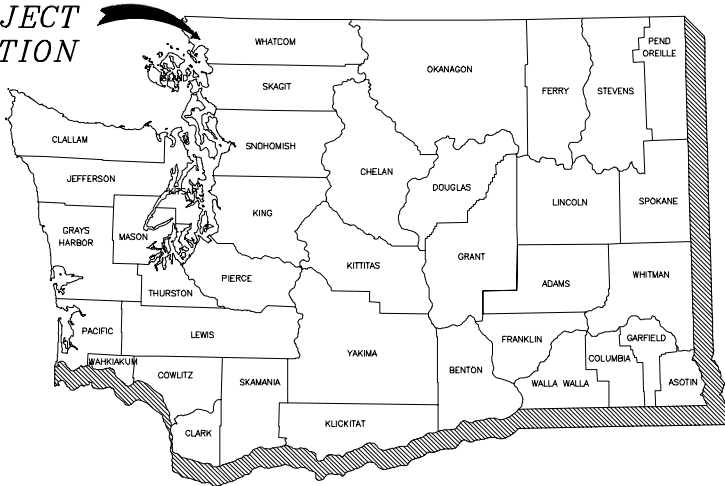 JECT
TION
WHATCOM
OKANAGON
PEND
OREILLE
ISLAND
SKAGIT
FERRY
STEVENS
CLALLAM
SNOHOMISH
CHELAN
JEFFERSON
DOUGLAS
KITSAP
LINCOLN
SPOKANE
KING
GRAYS
HARBOR
MASON
GRANT
KITTITAS
WHITMAN
PIERCE
ADAMS
THURSTON
PACIFIC
LEWIS
FRANKLIN
GARFIELD
YAKIMA
COLUMBIA
WAHKIAKUM
BENTON
COWLITZ
SKAMANIA
WALLA WALLA
ASOTIN
KLICKITAT
CLARK